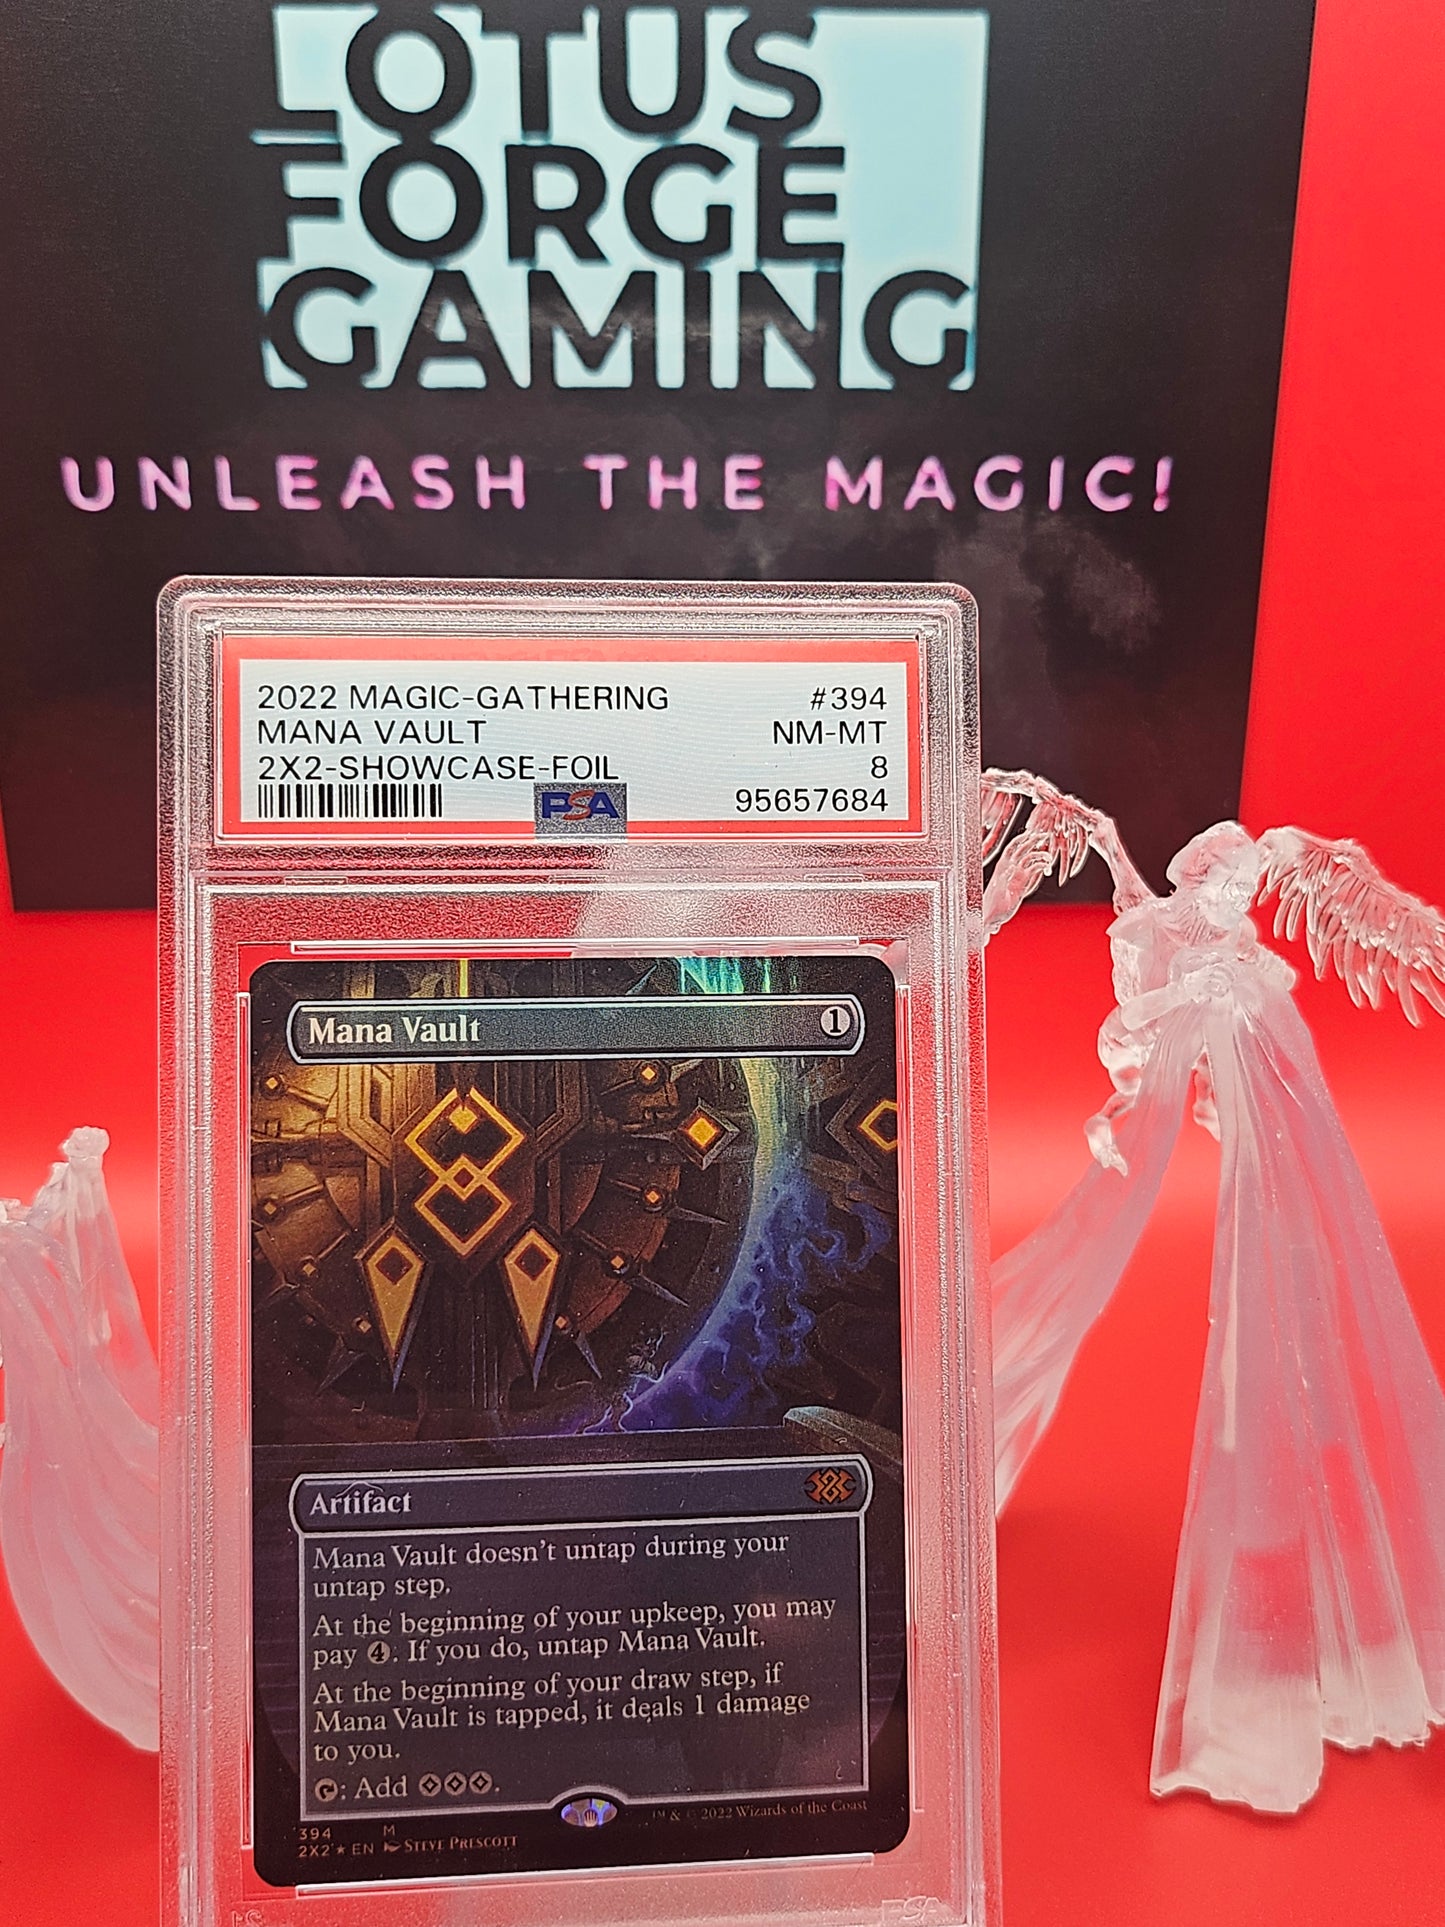 LOTUS
FORGE
GAMING
UNLEASH THE MAGIC!
2022 MAGIC-GATHERING #394
MANA VAULT NM-MT
2X2-SHOWCASE-FOIL 8
PSA 95657684
Mana Vault 1
Artifact
Mana Vault doesn't untap during your
untap step.
At the beginning of your upkeep, you may
pay 4. If you do, untap Mana Vault.
At the beginning of your draw step, if
Mana Vault is tapped, it deals 1 damage
to you.
: Add .
394 M
™ & © 2022 Wizards of the Coast
2X2 ★ EN STEVE PRESCOTT
PSA